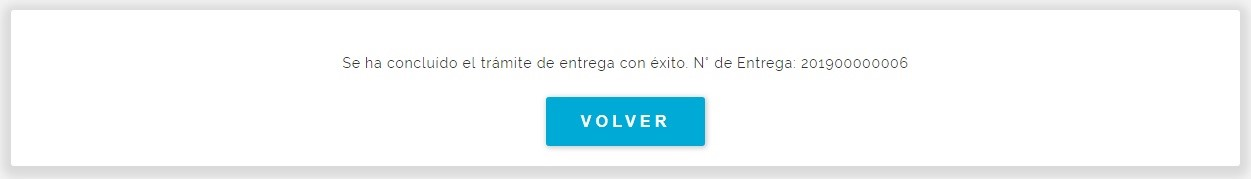 Se ha concluido el trámite de entrega con éxito. N° de Entrega: 201900000006
VOLVER